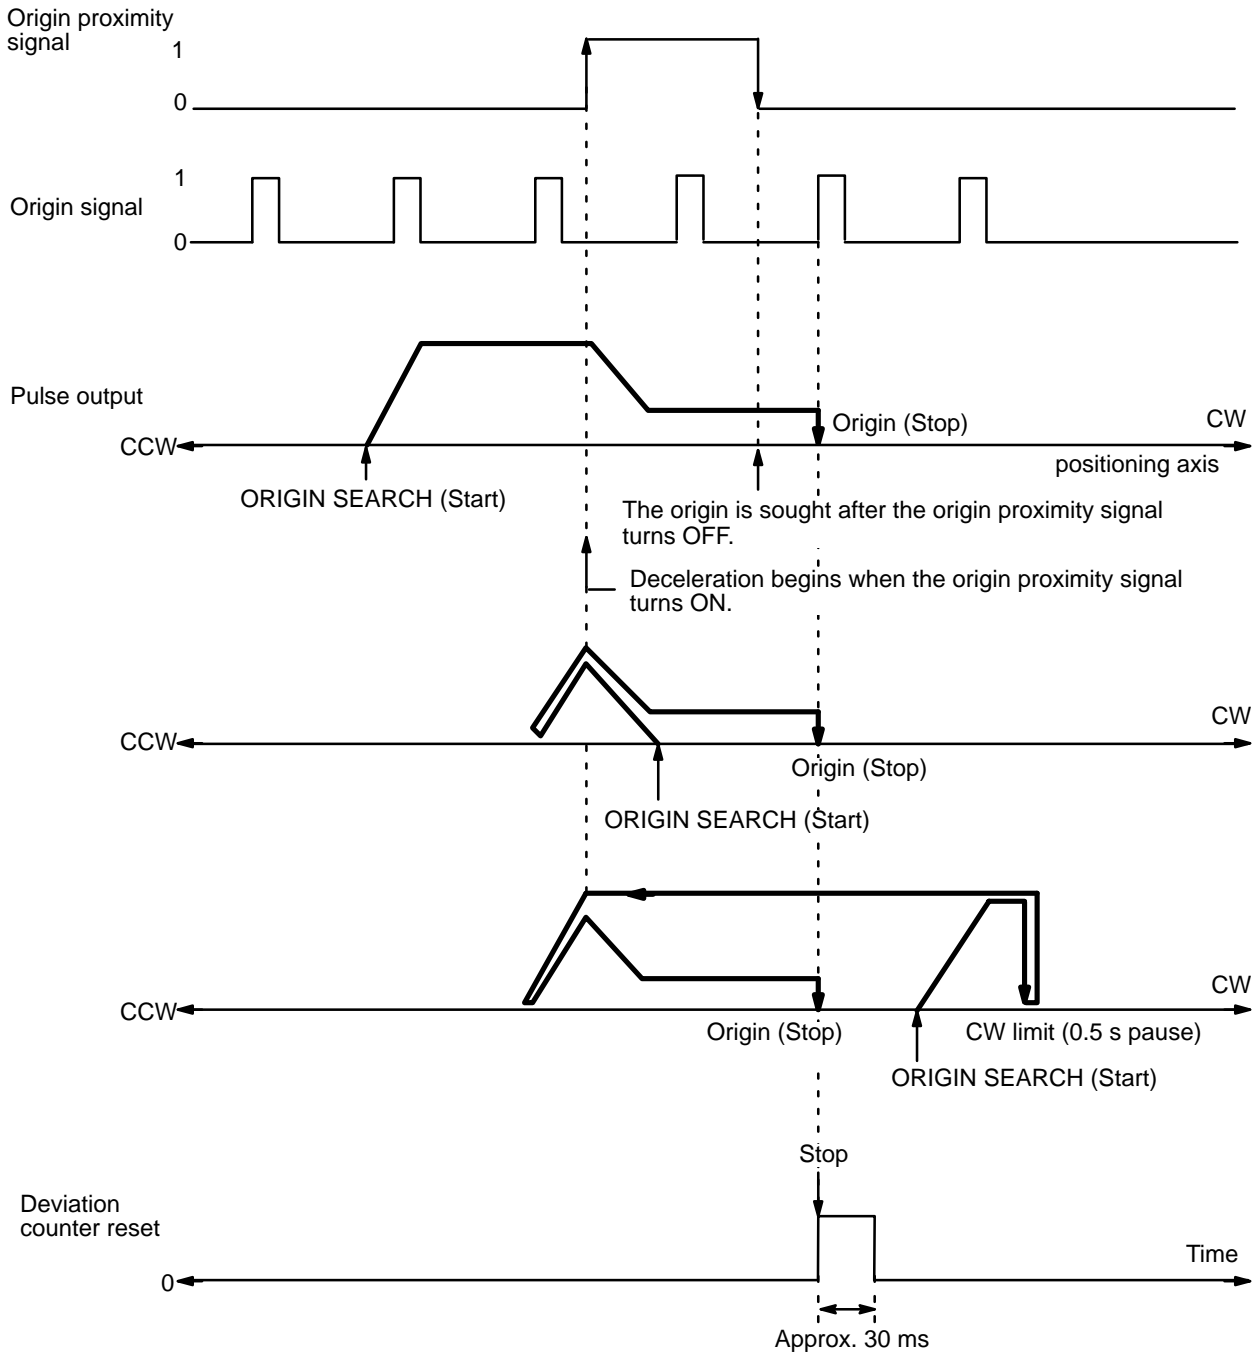 Origin proximity
signal
1
0
1
Origin signal
0
Pulse output
Origin (Stop)
CW
CCW
positioning axis
ORIGIN SEARCH (Start)
The origin is sought after the origin proximity signal
turns OFF.
Deceleration begins when the origin proximity signal
turns ON.
CW
CCW
Origin (Stop)
ORIGIN SEARCH (Start)
CW
CCW
Origin (Stop)
CW limit (0.5 s pause)
ORIGIN SEARCH (Start)
Stop
Deviation
counter reset
Time
0
Approx. 30 ms